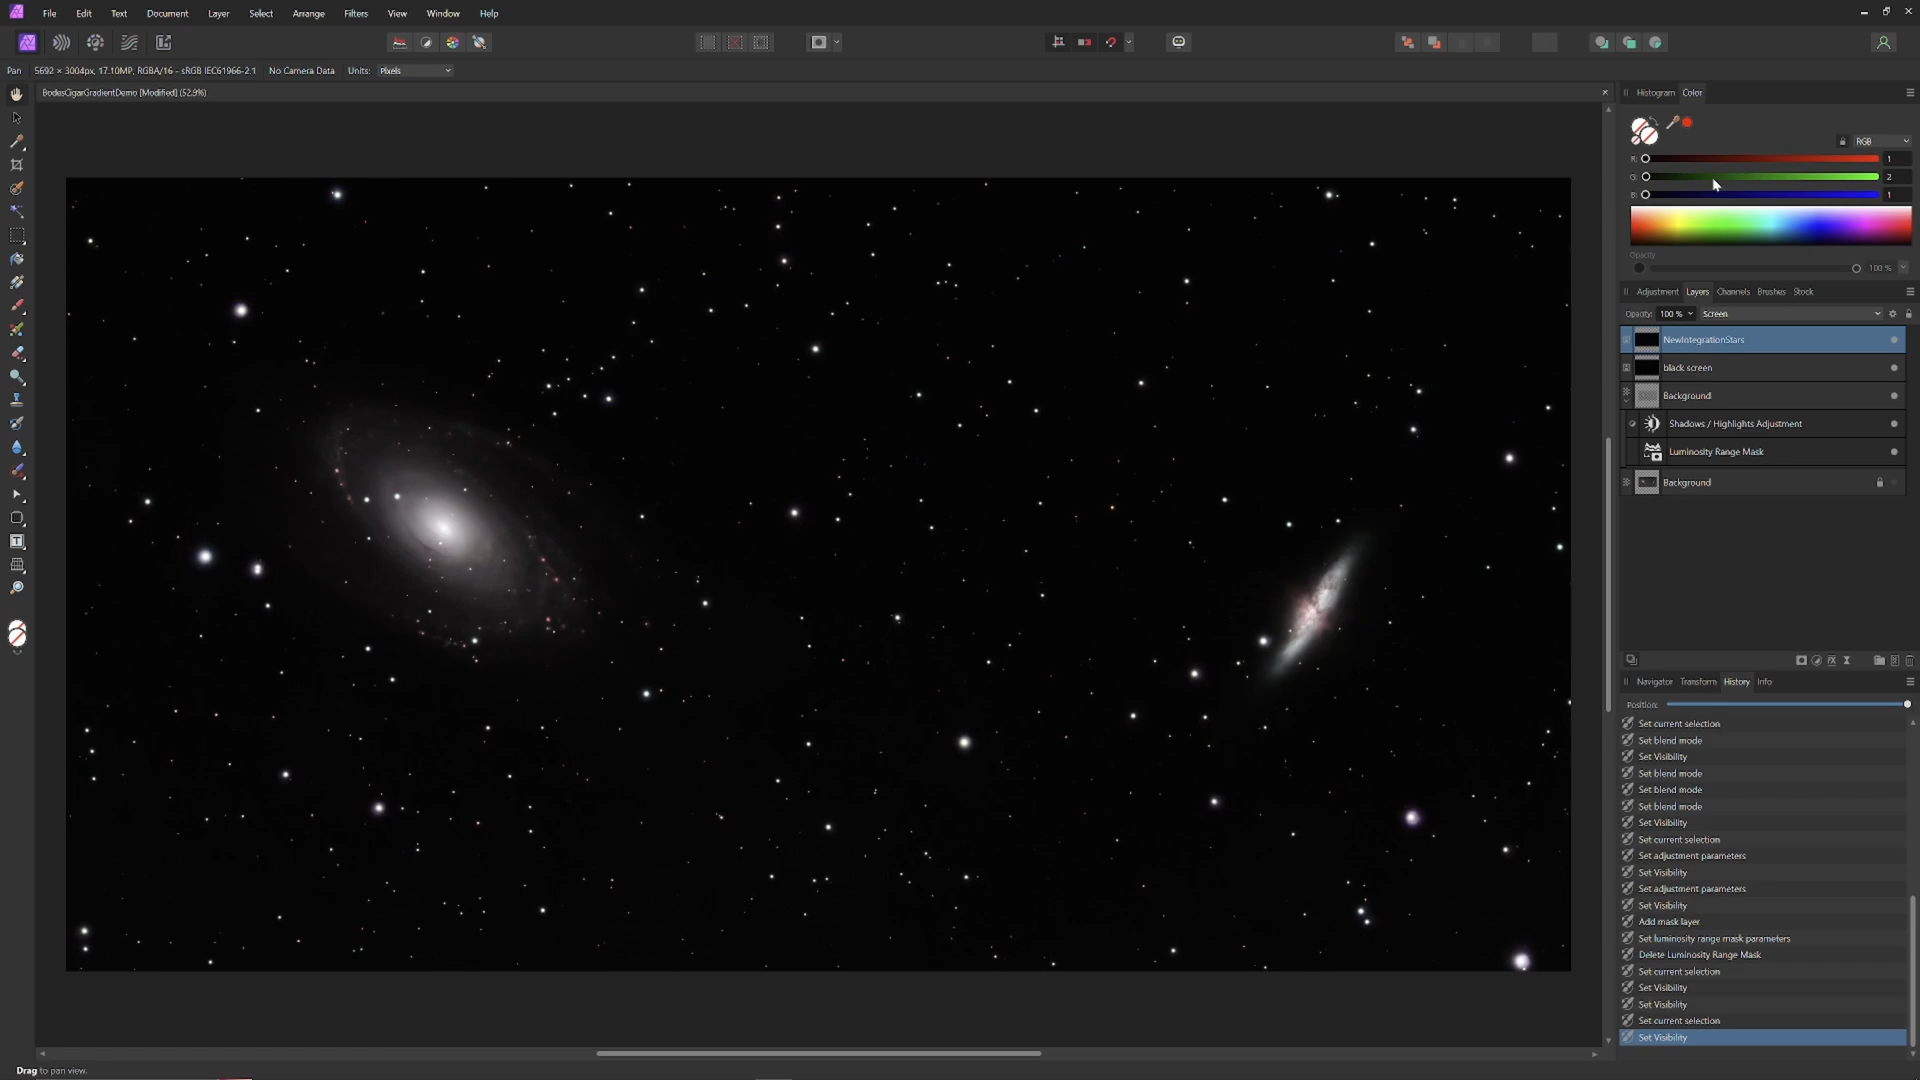 File Edit Text Document Layer Select Arrange Filters View Window Help
Pan 5692 × 3004px, 17.10MP, RGBA/16 - sRGB IEC61966-2.1 No Camera Data Units: Pixels
BodesCigarGradientDemo [Modified] (52.9%)
Histogram Color
RGB
R: 1
G: 2
B: 1
Opacity
100 %
Adjustment Layers Channels Brushes Stock
Opacity: 100 % Screen
NewIntegrationStars
black screen
Background
Shadows / Highlights Adjustment
Luminosity Range Mask
Background
Navigator Transform History Info
Position:
Set current selection
Set blend mode
Set Visibility
Set blend mode
Set blend mode
Set blend mode
Set Visibility
Set current selection
Set adjustment parameters
Set Visibility
Set adjustment parameters
Set Visibility
Add mask layer
Set luminosity range mask parameters
Delete Luminosity Range Mask
Set current selection
Set Visibility
Set Visibility
Set current selection
Set Visibility
Drag to pan view.